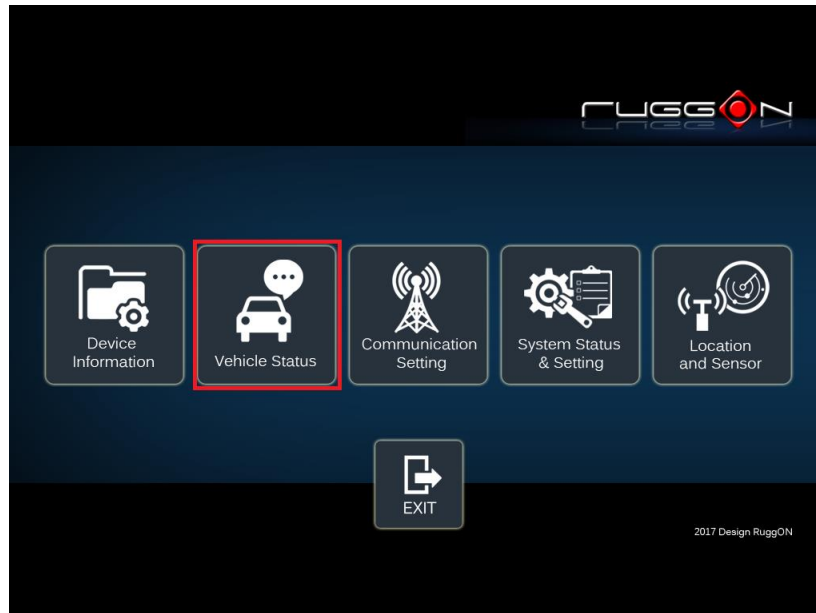 RUGGON
Device
Information
Vehicle Status
Communication
Setting
System Status
& Setting
Location
and Sensor
EXIT
2017 Design RuggON